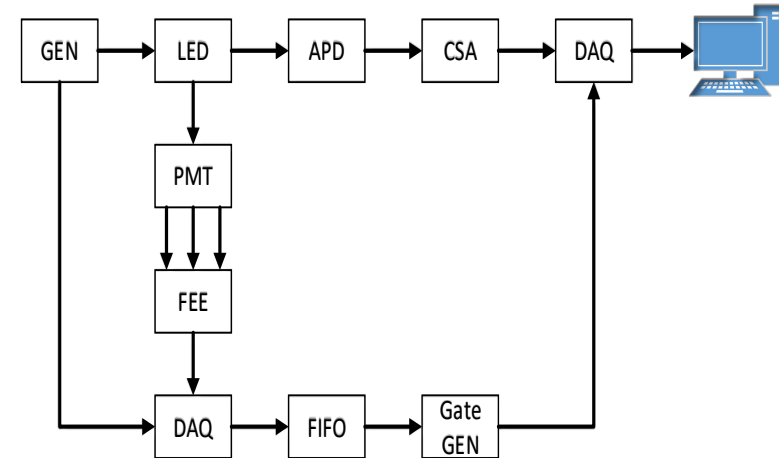 GEN
LED
APD
CSA
DAQ
PMT
FEE
DAQ
FIFO
Gate
GEN